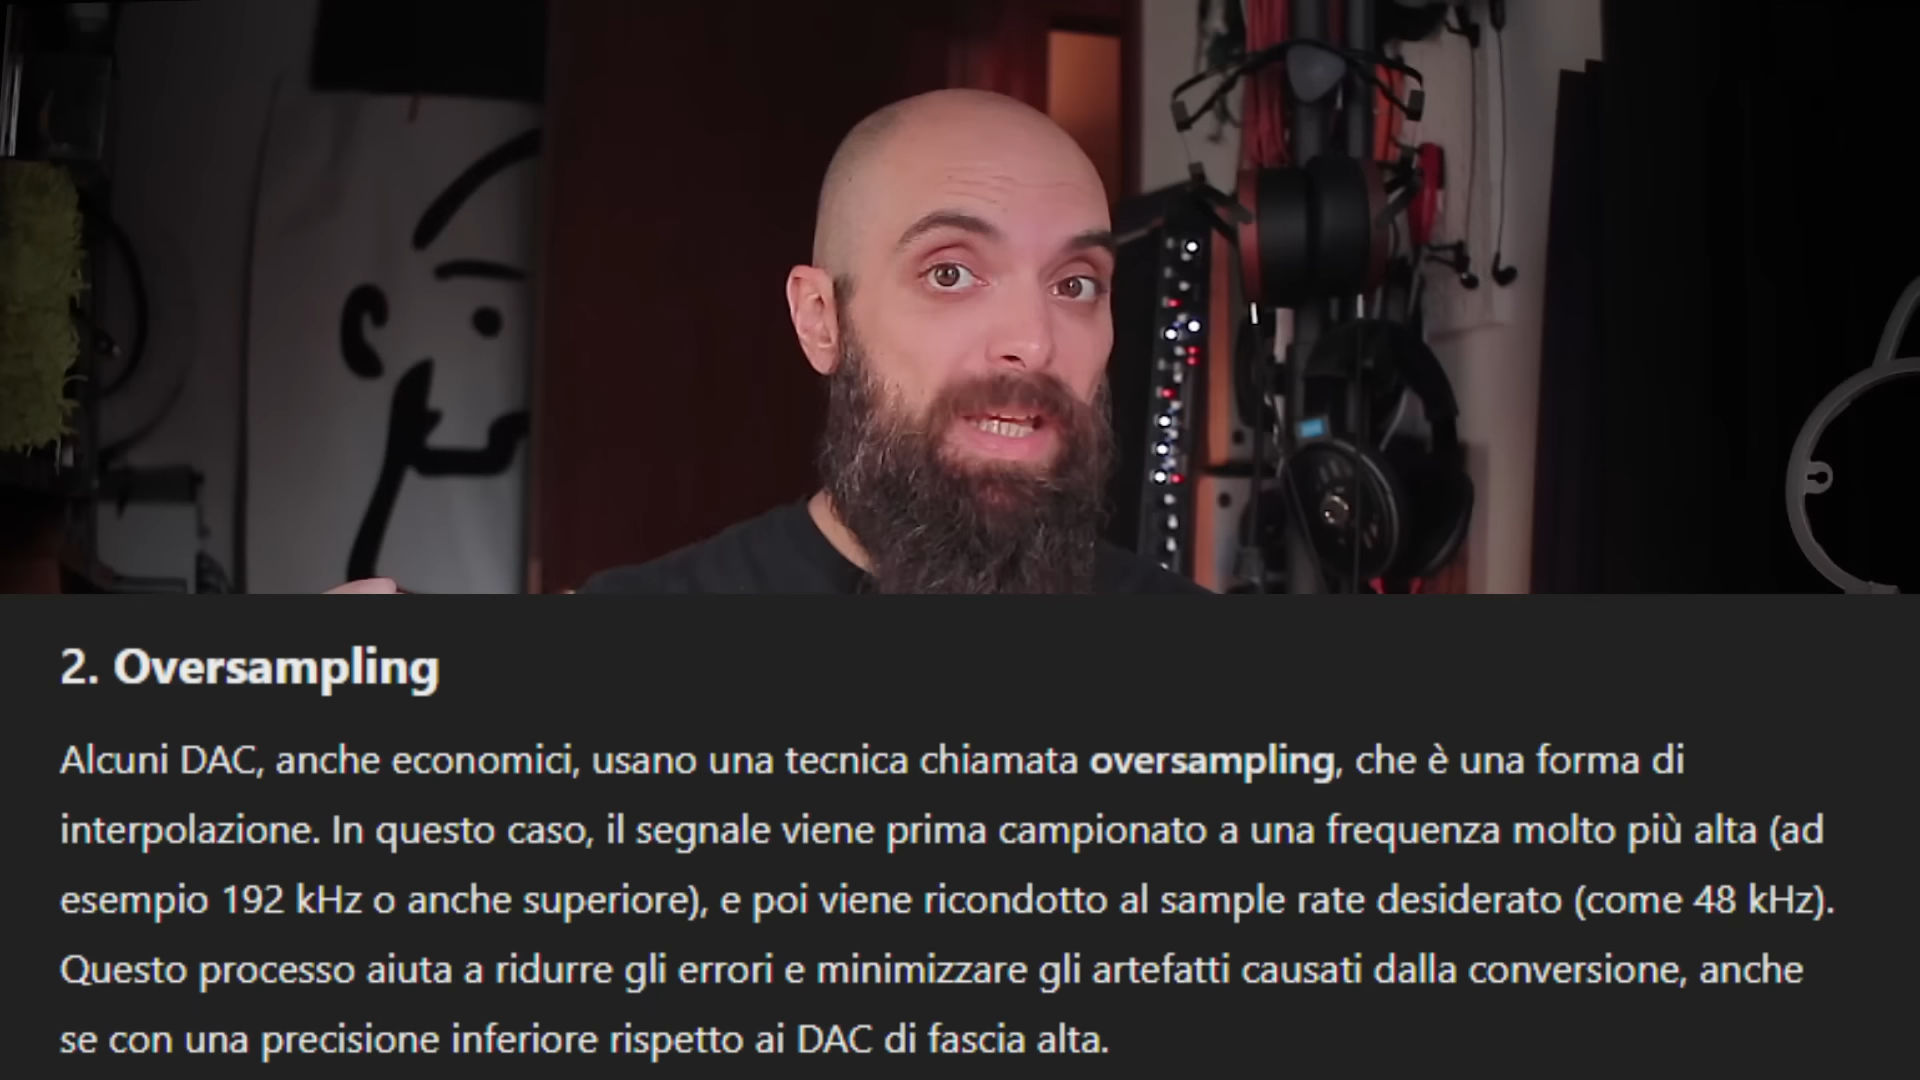 2. Oversampling
Alcuni DAC, anche economici, usano una tecnica chiamata oversampling, che è una forma di
interpolazione. In questo caso, il segnale viene prima campionato a una frequenza molto più alta (ad
esempio 192 kHz o anche superiore), e poi viene ricondotto al sample rate desiderato (come 48 kHz).
Questo processo aiuta a ridurre gli errori e minimizzare gli artefatti causati dalla conversione, anche
se con una precisione inferiore rispetto ai DAC di fascia alta.